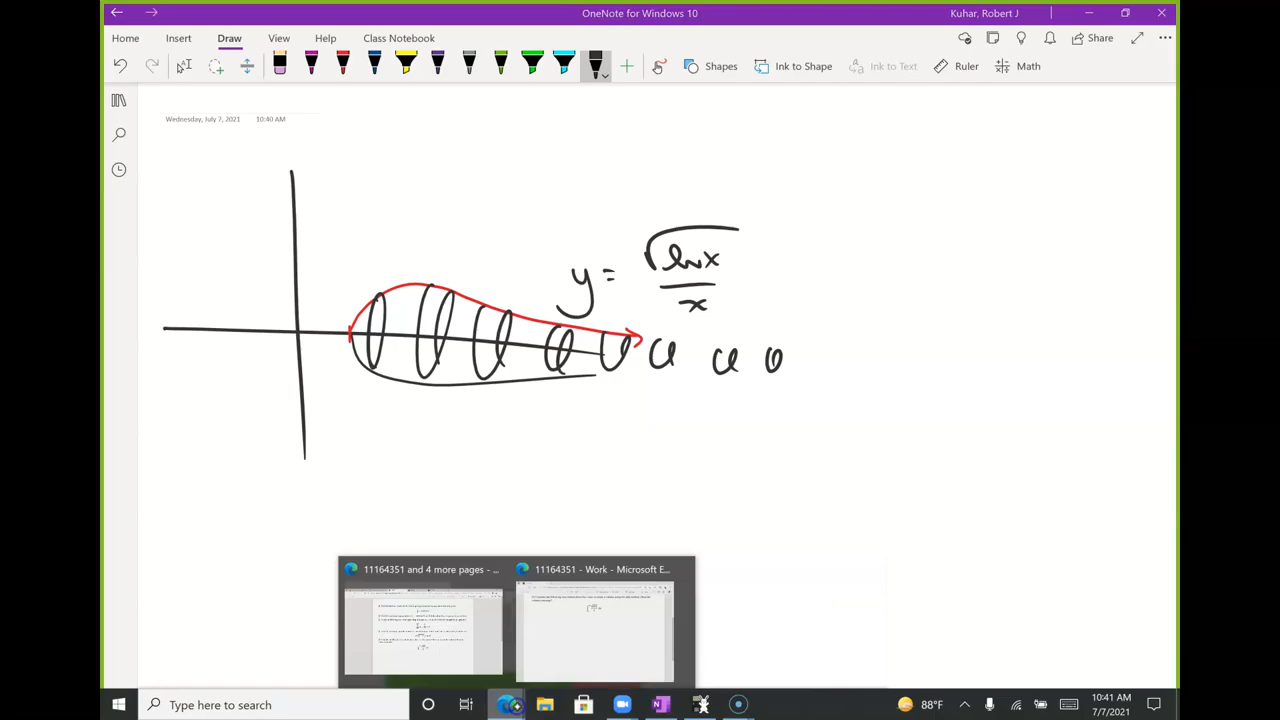 OneNote for Windows 10
Kuhar, Robert J
Home Insert Draw View Help Class Notebook
Share
Shapes Ink to Shape Ink to Text Ruler Math
Wednesday, July 7, 2021 10:40 AM
y = √ln x / x
11164351 and 4 more pages - ...
11164351 - Work - Microsoft E...
Type here to search
88°F
10:41 AM
7/7/2021